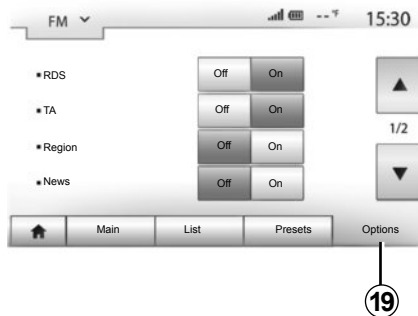 FM -- °F 15:30
RDS Off On
TA Off On
1/2
Region Off On
News Off On
Main List Presets Options
19